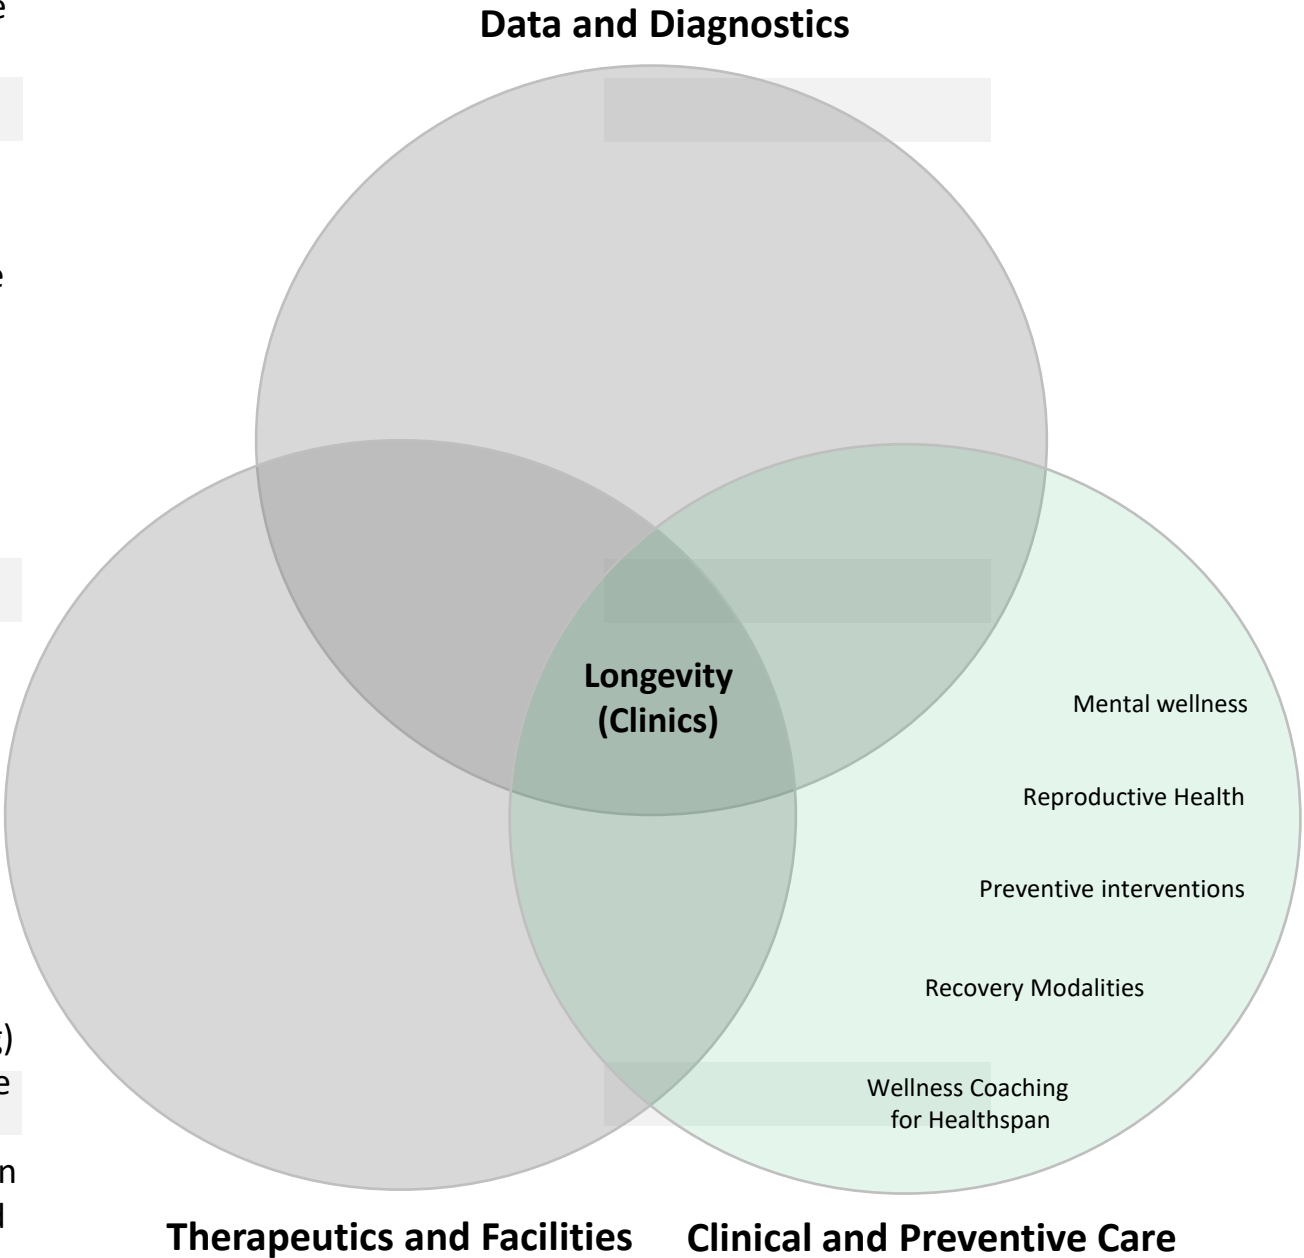 Data and Diagnostics
Longevity
(Clinics)
Mental wellness
Reproductive Health
Preventive interventions
Recovery Modalities
Wellness Coaching
for Healthspan
Therapeutics and Facilities
Clinical and Preventive Care